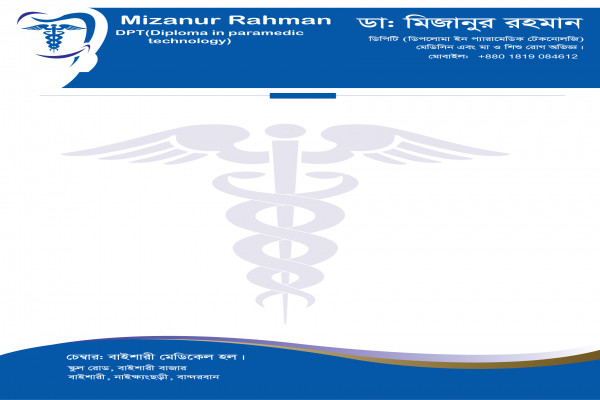 Mizanur Rahman
DPT(Diploma in paramedic
technology)
ডা: মিজানুর রহমান
ডিপিটি (ডিপলোমা ইন প্যারামেডিক টেকনোলজি)
মেডিসিন এবং মা ও শিশু রোগ অভিজ্ঞ।
মোবাইল: +880 1819 084612
চেম্বার: বাইশারী মেডিকেল হল।
স্কুল রোড, বাইশারী বাজার
বাইশারী, নাইক্ষ্যংছড়ী, বান্দরবান